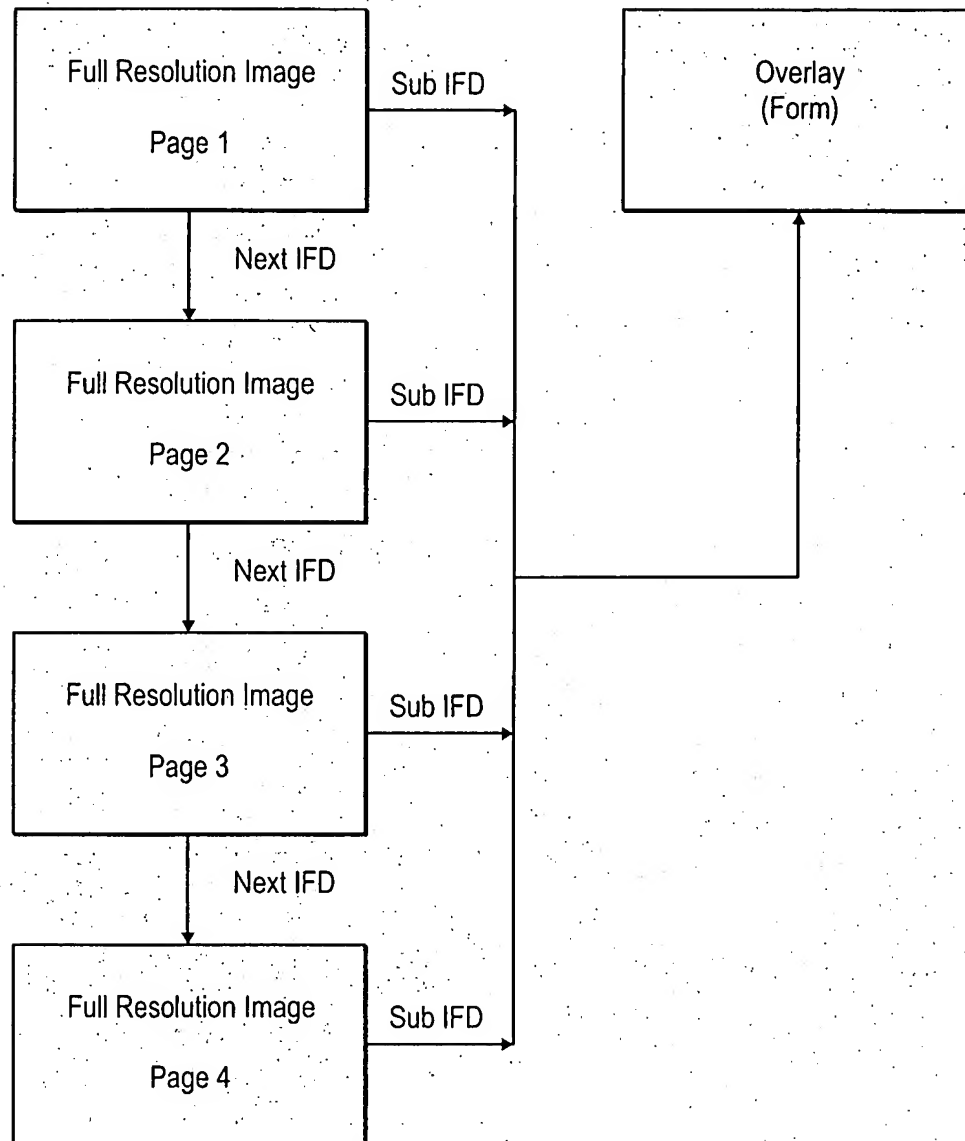 Full Resolution Image
Page 1
Sub IFD
Overlay
(Form)
Next IFD
Full Resolution Image
Page 2
Sub IFD
Next IFD
Full Resolution Image
Page 3
Sub IFD
Next IFD
Full Resolution Image
Page 4
Sub IFD